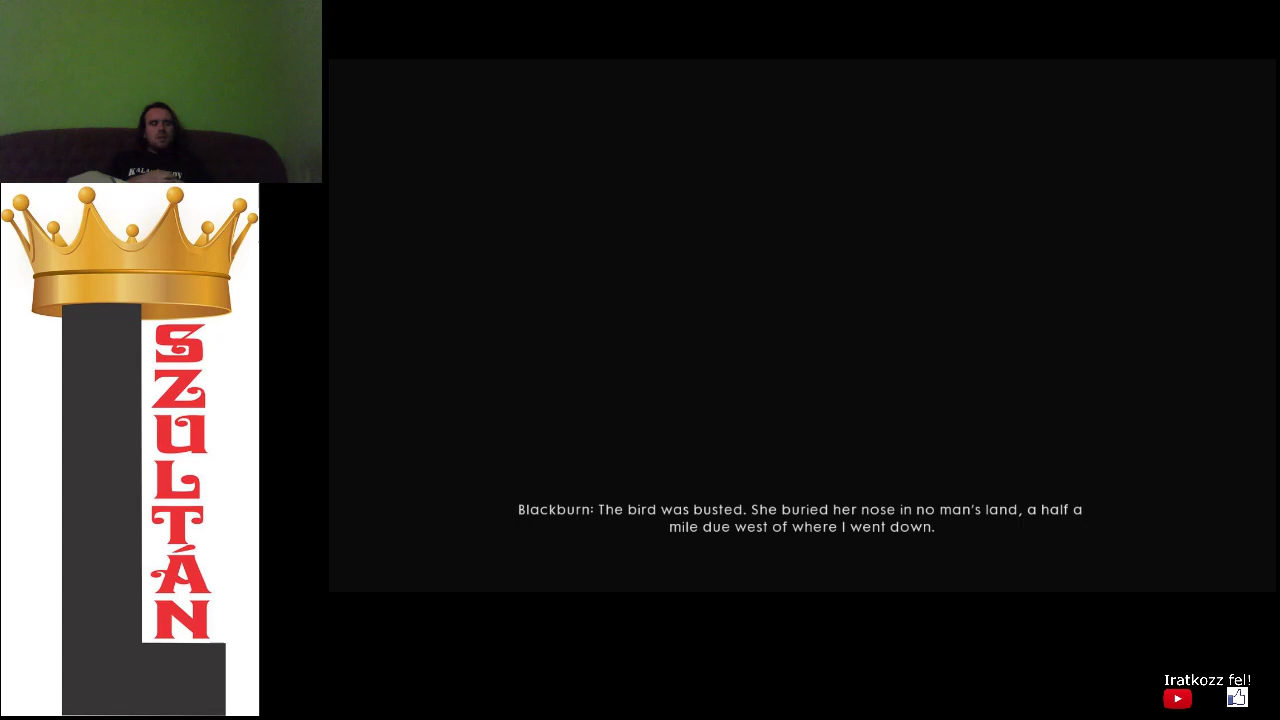 SZULTÁN
Blackburn: The bird was busted. She buried her nose in no man's land, a half a
mile due west of where I went down.
Iratkozz fel!